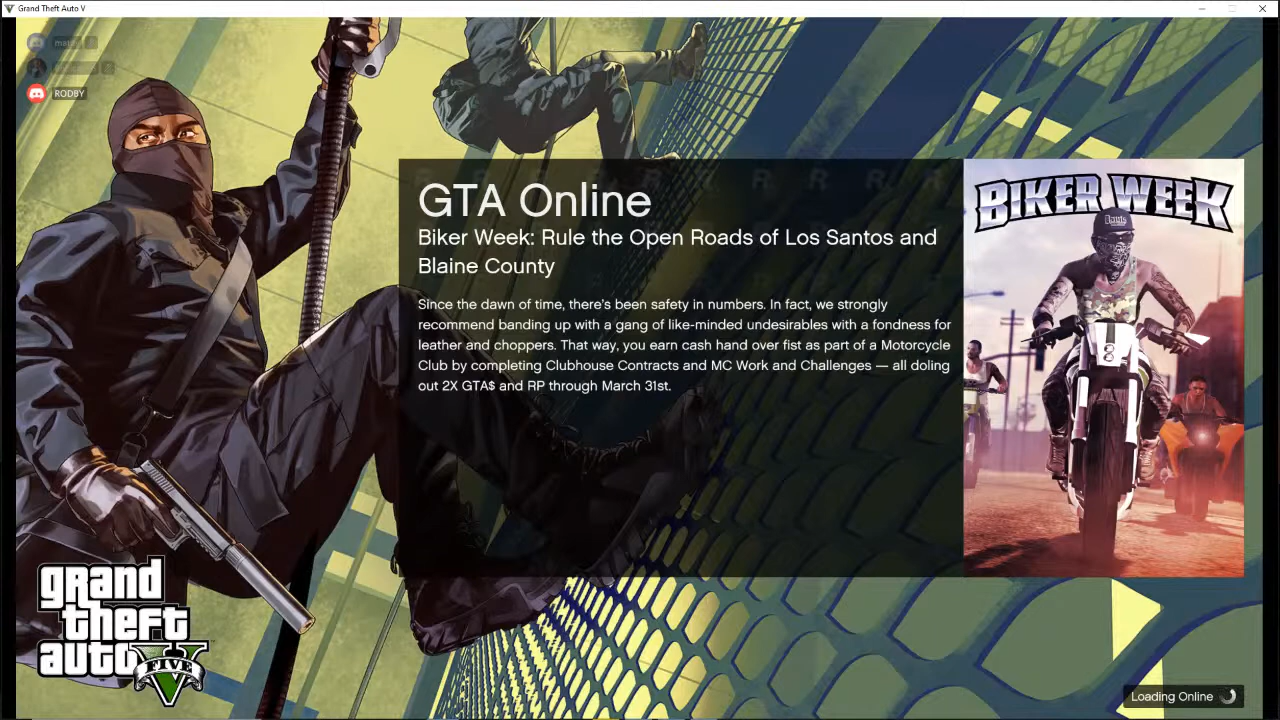 Grand Theft Auto V
RODBY
GTA Online
Biker Week: Rule the Open Roads of Los Santos and
Blaine County
Since the dawn of time, there's been safety in numbers. In fact, we strongly
recommend banding up with a gang of like-minded undesirables with a fondness for
leather and choppers. That way, you earn cash hand over fist as part of a Motorcycle
Club by completing Clubhouse Contracts and MC Work and Challenges — all doling
out 2X GTA$ and RP through March 31st.
BIKER WEEK
grand
theft
auto V
FIVE
Loading Online